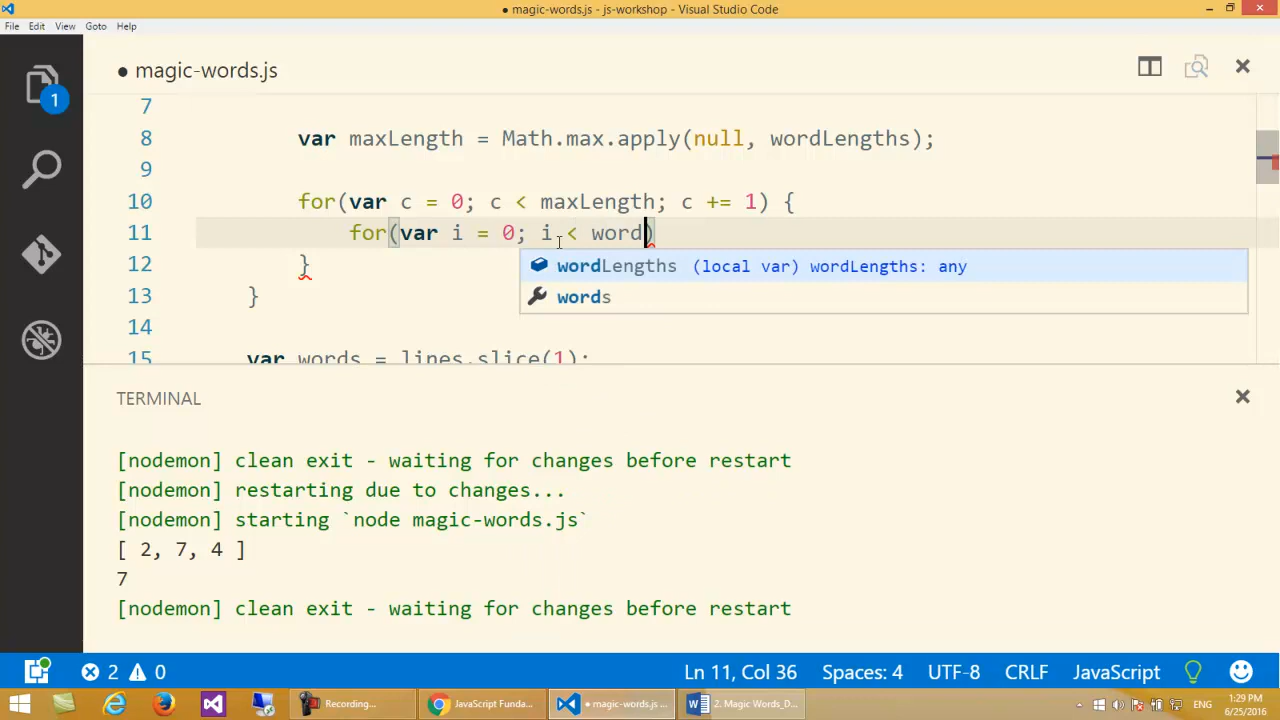 ● magic-words.js - js-workshop - Visual Studio Code
File Edit View Goto Help
● magic-words.js
1
7
8 var maxLength = Math.max.apply(null, wordLengths);
9
10 for(var c = 0; c < maxLength; c += 1) {
11 for(var i = 0; i < word)
12 }
wordLengths (local var) wordLengths: any
13 }
words
14
15 var words = lines.slice(1);
TERMINAL
[nodemon] clean exit - waiting for changes before restart
[nodemon] restarting due to changes...
[nodemon] starting `node magic-words.js`
[ 2, 7, 4 ]
7
[nodemon] clean exit - waiting for changes before restart
2 0 Ln 11, Col 36 Spaces: 4 UTF-8 CRLF JavaScript
Recording... JavaScript Funda... ● magic-words.js ... 2. Magic Words_D... ENG 1:29 PM
6/25/2016